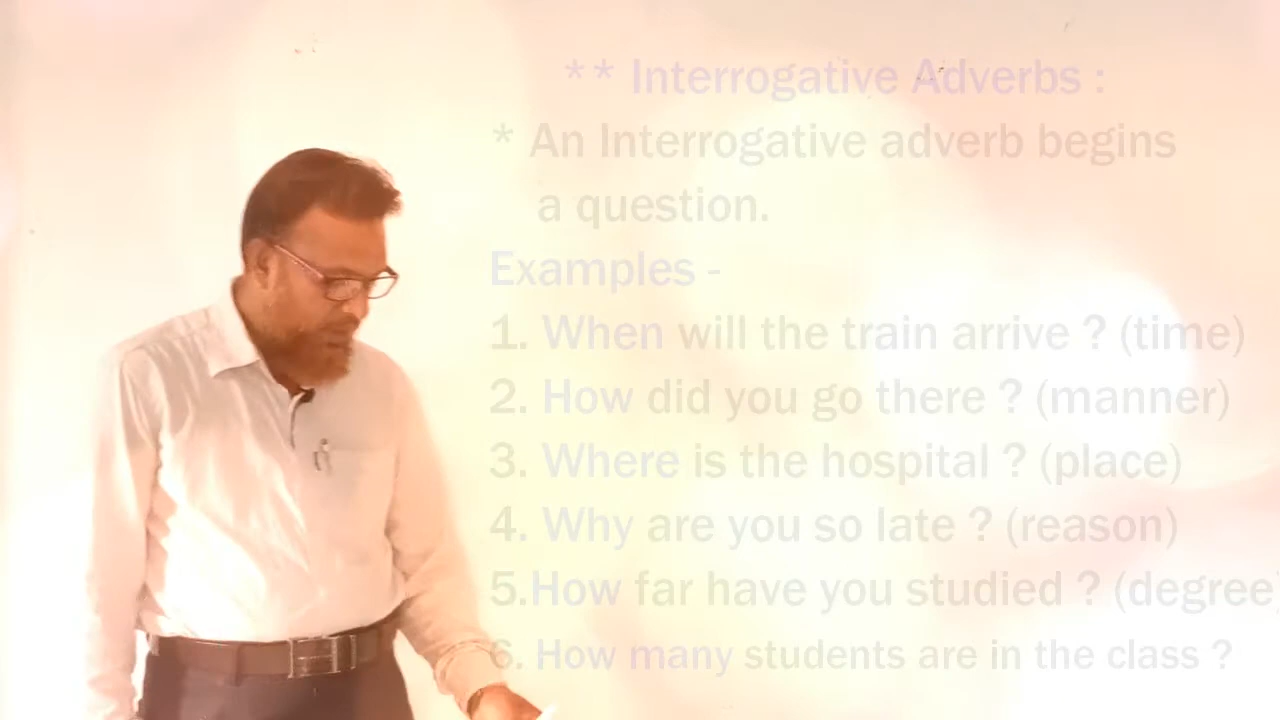 ** Interrogative Adverbs :
* An Interrogative adverb begins
a question.
Examples -
1. When will the train arrive ? (time)
2. How did you go there ? (manner)
3. Where is the hospital ? (place)
4. Why are you so late ? (reason)
5.How far have you studied ? (degree
6. How many students are in the class ?